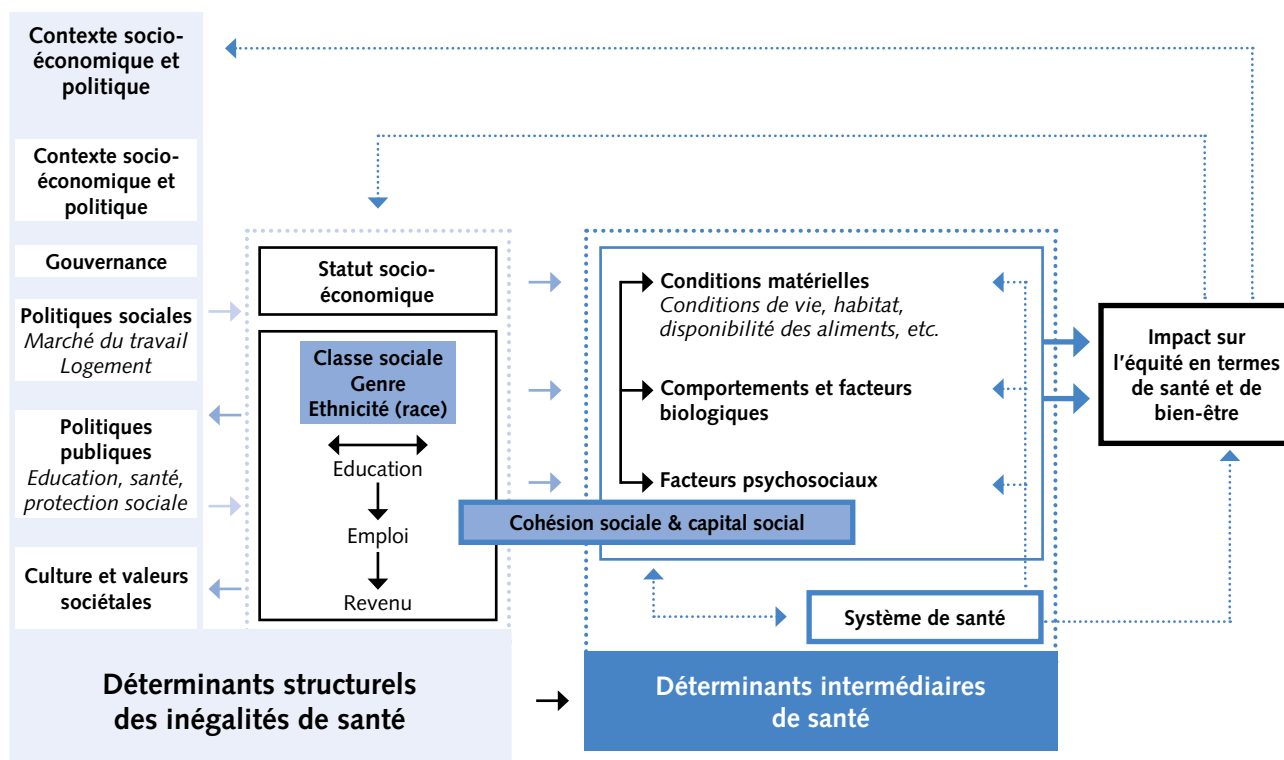 Contexte socio-
économique et
politique
Contexte socio-
économique et
politique
Gouvernance
Politiques sociales
Marché du travail
Logement
Politiques
publiques
Education, santé,
protection sociale
Culture et valeurs
sociétales
Statut socio-
économique
Classe sociale
Genre
Ethnicité (race)
Education
Emploi
Revenu
Cohésion sociale & capital social
Conditions matérielles
Conditions de vie, habitat,
disponibilité des aliments, etc.
Comportements et facteurs
biologiques
Facteurs psychosociaux
Système de santé
Impact sur
l'équité en termes
de santé et de
bien-être
Déterminants structurels
des inégalités de santé
Déterminants intermédiaires
de santé